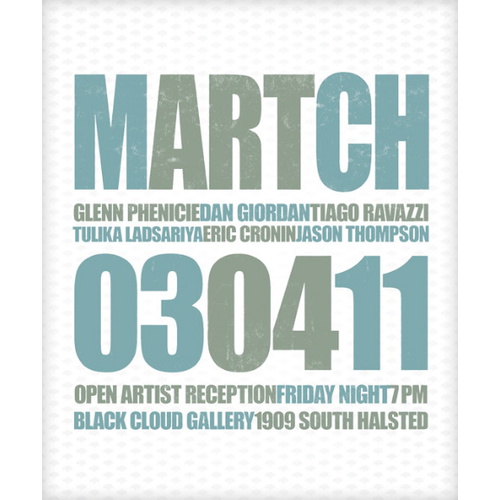 MARTCH
GLENN PHENICIEDAN GIORDANTIAGO RAVAZZI
TULIKA LADSARIYAERIC CRONINJASON THOMPSON
030411
OPEN ARTIST RECEPTIONFRIDAY NIGHT7 PM
BLACK CLOUD GALLERY1909 SOUTH HALSTED